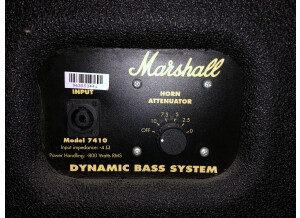 Marshall
INPUT
HORN
ATTENUATOR
7.5 5
10 2.5
OFF 0
Model 7410
Input impedance -4 Ω
Power Handling -800 Watts RMS
DYNAMIC BASS SYSTEM